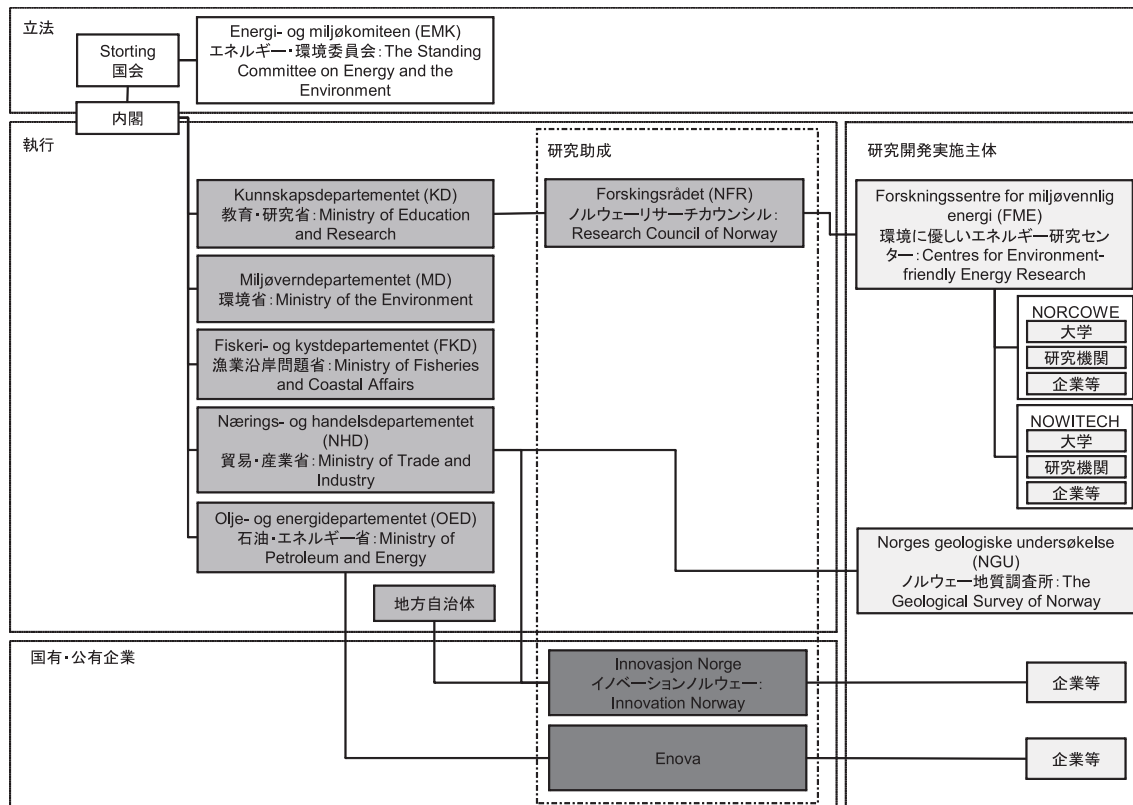 立法
Storting
国会
Energi- og miljøkomiteen (EMK)
エネルギー・環境委員会：The Standing
Committee on Energy and the
Environment
内閣
執行
研究助成
研究開発実施主体
Kunnskapsdepartementet (KD)
教育・研究省：Ministry of Education
and Research
Forskingsrådet (NFR)
ノルウェーリサーチカウンシル：
Research Council of Norway
Forskningssentre for miljøvennlig
energi (FME)
環境に優しいエネルギー研究セン
ター：Centres for Environment-
friendly Energy Research
Miljøverndepartementet (MD)
環境省：Ministry of the Environment
Fiskeri- og kystdepartementet (FKD)
漁業沿岸問題省：Ministry of Fisheries
and Coastal Affairs
NORCOWE
大学
研究機関
企業等
Nærings- og handelsdepartementet
(NHD)
貿易・産業省：Ministry of Trade and
Industry
NOWITECH
大学
研究機関
企業等
Olje- og energidepartementet (OED)
石油・エネルギー省：Ministry of
Petroleum and Energy
Norges geologiske undersøkelse
(NGU)
ノルウェー地質調査所：The
Geological Survey of Norway
地方自治体
国有・公有企業
Innovasjon Norge
イノベーションノルウェー：
Innovation Norway
企業等
Enova
企業等